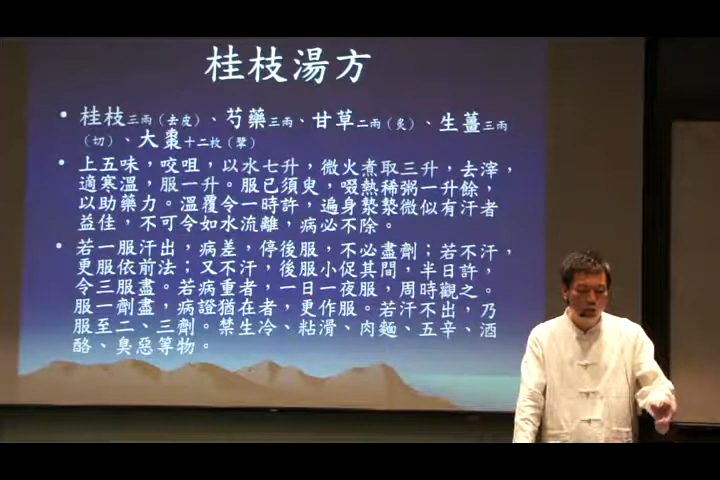 桂枝湯方
• 桂枝三兩（去皮）、芍藥三兩、甘草二兩（炙）、生薑三兩
（切）、大棗十二枚（擘）
• 上五味，咬咀，以水七升，微火煮取三升，去滓，
適寒溫，服一升。服已須臾，啜熱稀粥一升餘，
以助藥力。溫覆令一時許，遍身漐漐微似有汗者
益佳，不可令如水流離，病必不除。
• 若一服汗出，病差，停後服，不必盡劑；若不汗，
更服依前法；又不汗，後服小促其間，半日許，
令三服盡。若病重者，一日一夜服，周時觀之。
服一劑盡，病證猶在者，更作服。若汗不出，乃
服至二、三劑。禁生冷、粘滑、肉麵、五辛、酒
酪、臭惡等物。